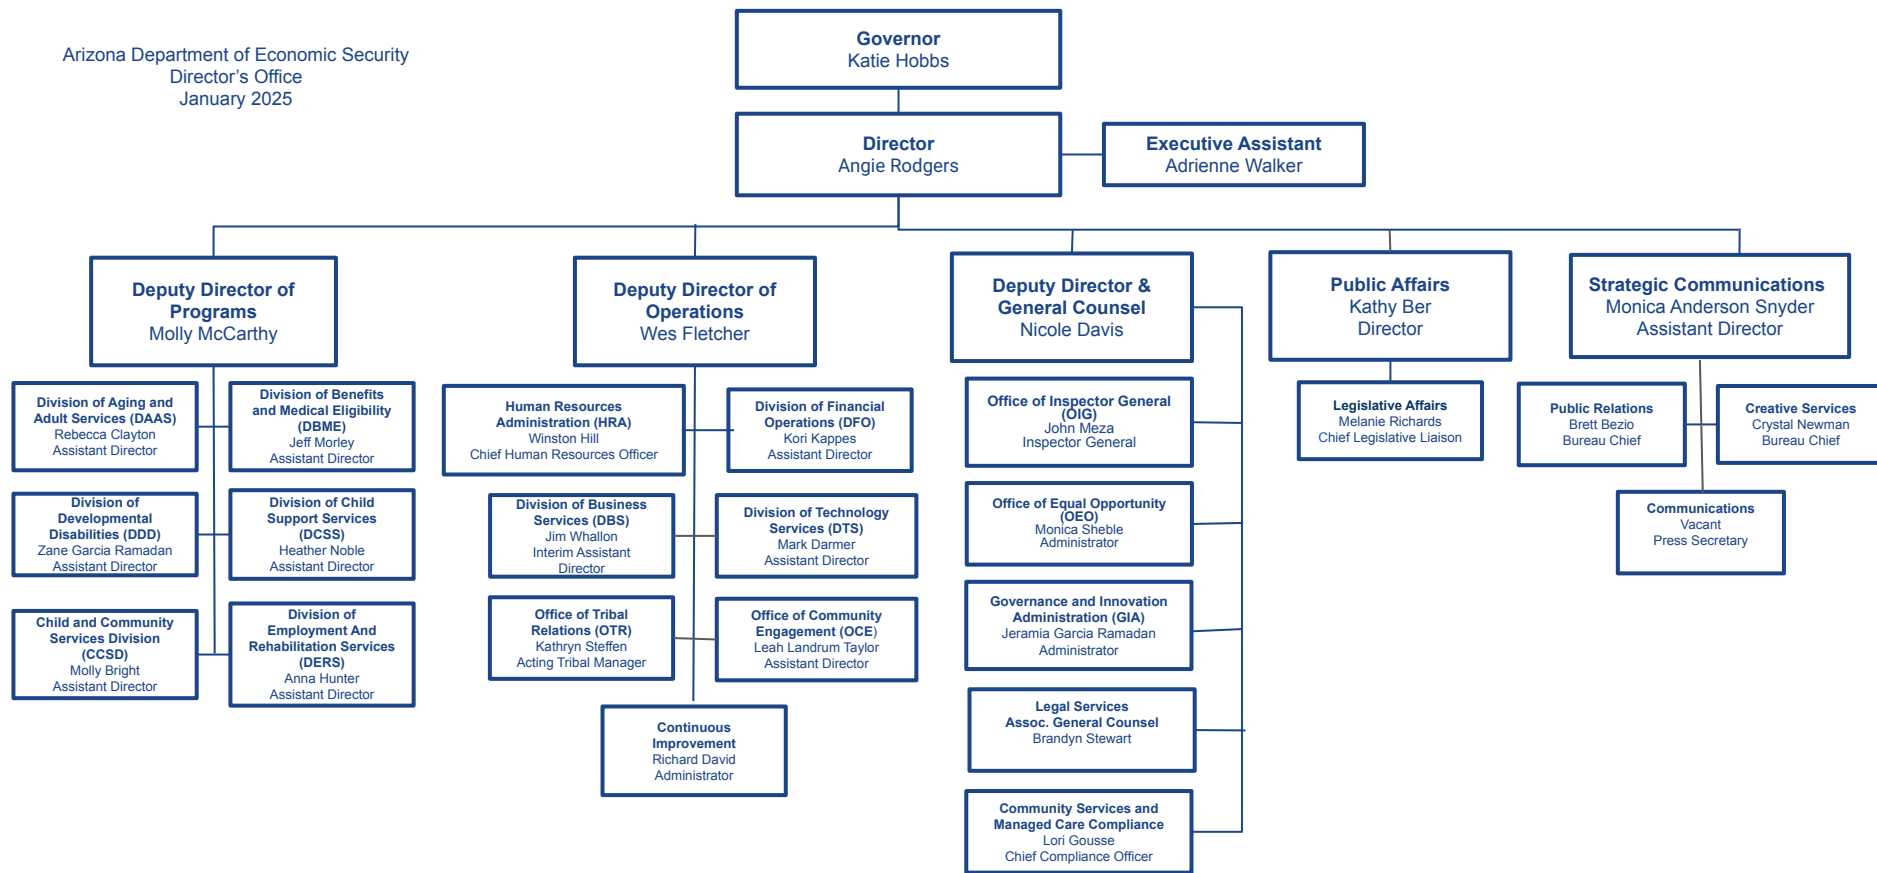 Arizona Department of Economic Security
Director's Office
January 2025
Governor
Katie Hobbs
Director
Angie Rodgers
Executive Assistant
Adrienne Walker
Deputy Director of
Programs
Molly McCarthy
Deputy Director of
Operations
Wes Fletcher
Deputy Director &
General Counsel
Nicole Davis
Public Affairs
Kathy Ber
Director
Strategic Communications
Monica Anderson Snyder
Assistant Director
Division of Aging and
Adult Services (DAAS)
Rebecca Clayton
Assistant Director
Division of Benefits
and Medical Eligibility
(DBME)
Jeff Morley
Assistant Director
Division of
Developmental
Disabilities (DDD)
Zane Garcia Ramadan
Assistant Director
Division of Child
Support Services
(DCSS)
Heather Noble
Assistant Director
Child and Community
Services Division
(CCSD)
Molly Bright
Assistant Director
Division of
Employment And
Rehabilitation Services
(DERS)
Anna Hunter
Assistant Director
Human Resources
Administration (HRA)
Winston Hill
Chief Human Resources Officer
Division of Financial
Operations (DFO)
Kori Kappes
Assistant Director
Division of Business
Services (DBS)
Jim Whallon
Interim Assistant
Director
Division of Technology
Services (DTS)
Mark Darmer
Assistant Director
Office of Tribal
Relations (OTR)
Kathryn Steffen
Acting Tribal Manager
Office of Community
Engagement (OCE)
Leah Landrum Taylor
Assistant Director
Continuous
Improvement
Richard David
Administrator
Office of Inspector General
(OIG)
John Meza
Inspector General
Office of Equal Opportunity
(OEO)
Monica Sheble
Administrator
Governance and Innovation
Administration (GIA)
Jeramia Garcia Ramadan
Administrator
Legal Services
Assoc. General Counsel
Brandyn Stewart
Community Services and
Managed Care Compliance
Lori Gousse
Chief Compliance Officer
Legislative Affairs
Melanie Richards
Chief Legislative Liaison
Public Relations
Brett Bezio
Bureau Chief
Creative Services
Crystal Newman
Bureau Chief
Communications
Vacant
Press Secretary